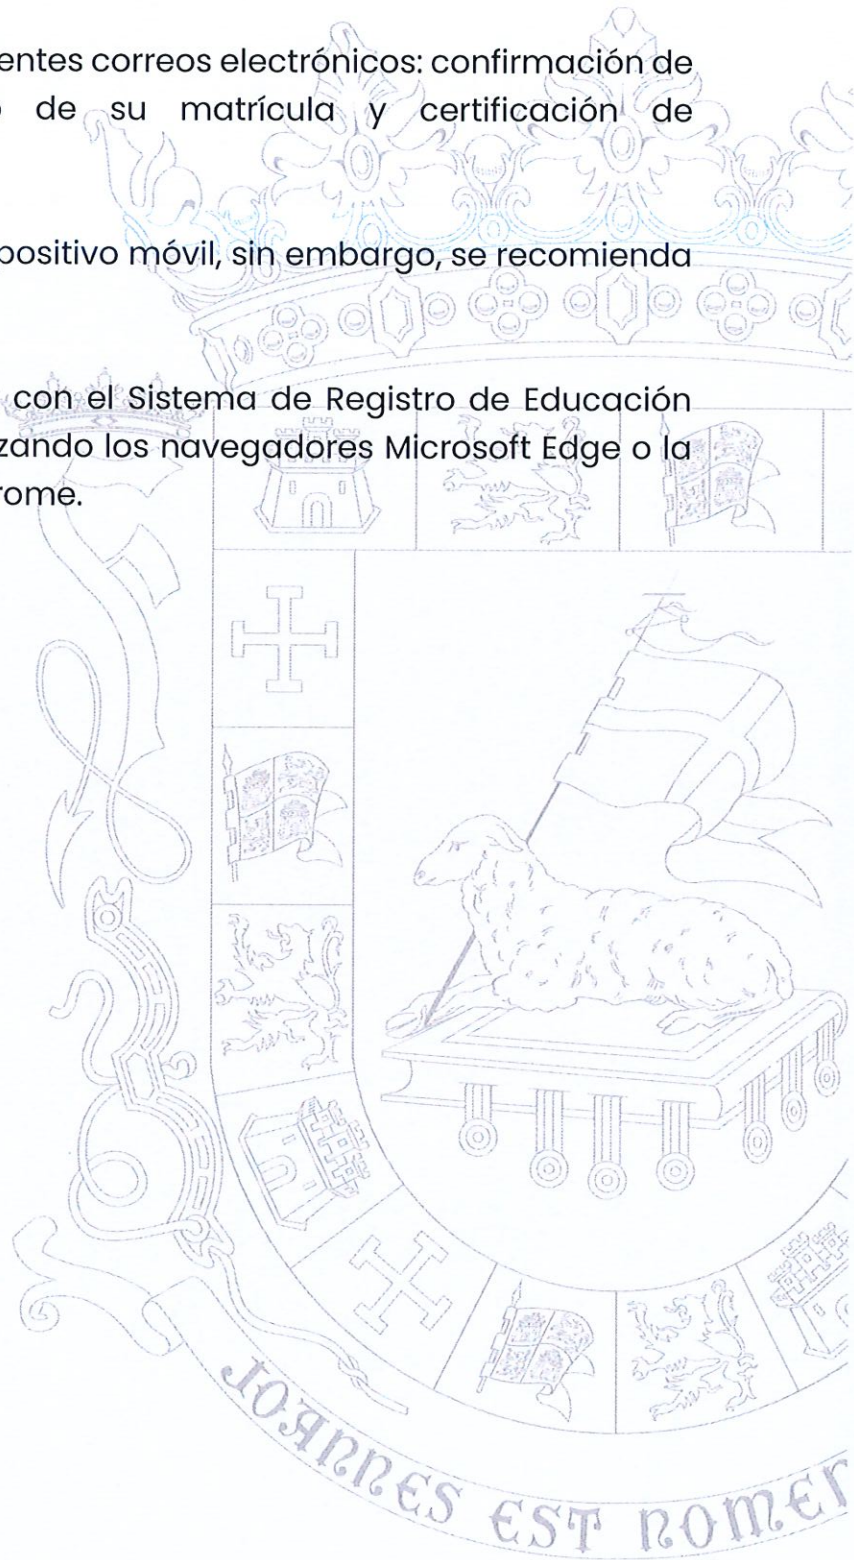 entes correos electrónicos: confirmación de
de su matrícula y certificación de
positivo móvil, sin embargo, se recomienda
con el Sistema de Registro de Educación
zando los navegadores Microsoft Edge o la
rome.
JOANNES EST NOMEN